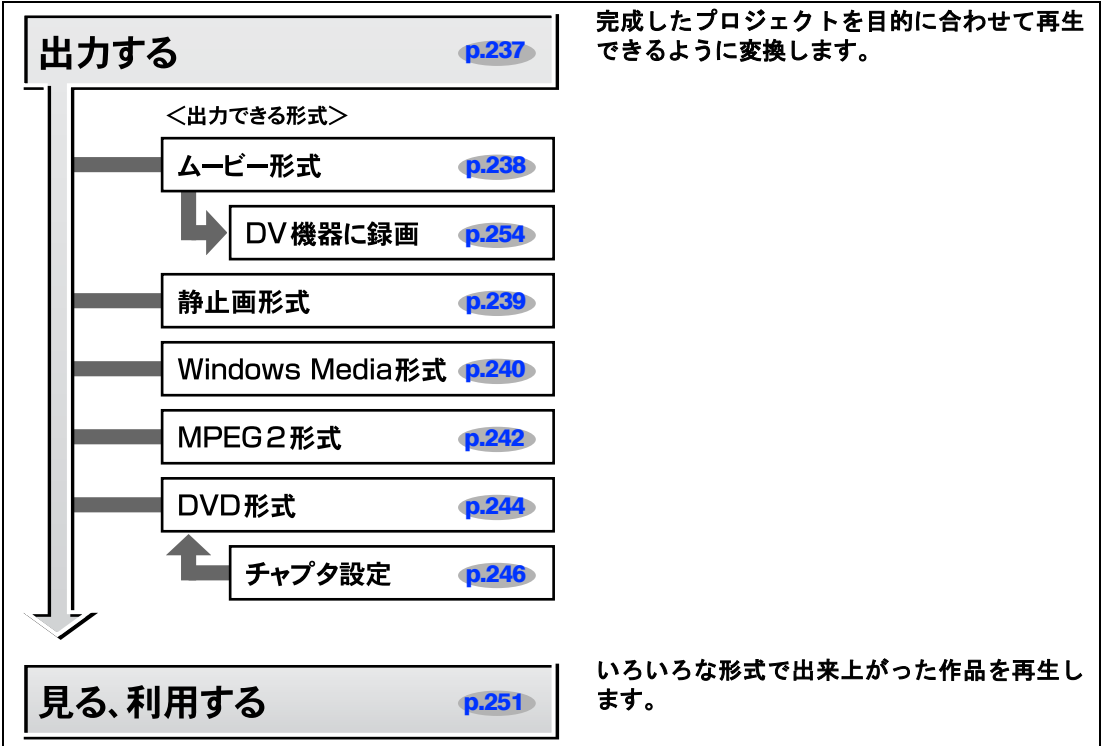 出力する p.237
完成したプロジェクトを目的に合わせて再生
できるように変換します。
＜出力できる形式＞
ムービー形式 p.238
DV機器に録画 p.254
静止画形式 p.239
Windows Media形式 p.240
MPEG2形式 p.242
DVD形式 p.244
チャプタ設定 p.246
見る、利用する p.251
いろいろな形式で出来上がった作品を再生し
ます。